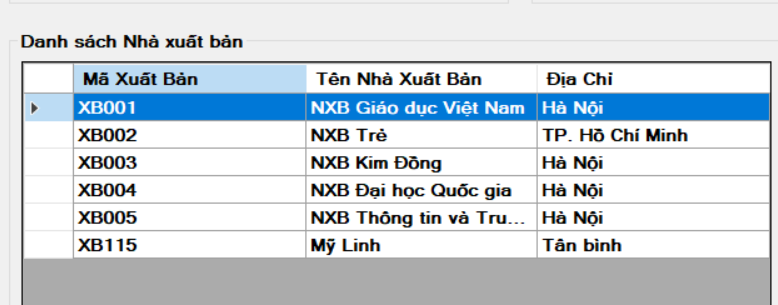 Danh sách Nhà xuất bản
Mã Xuất Bản Tên Nhà Xuất Bản Địa Chỉ
XB001 NXB Giáo dục Việt Nam Hà Nội
XB002 NXB Trẻ TP. Hồ Chí Minh
XB003 NXB Kim Đồng Hà Nội
XB004 NXB Đại học Quốc gia Hà Nội
XB005 NXB Thông tin và Tru... Hà Nội
XB115 Mỹ Linh Tân bình